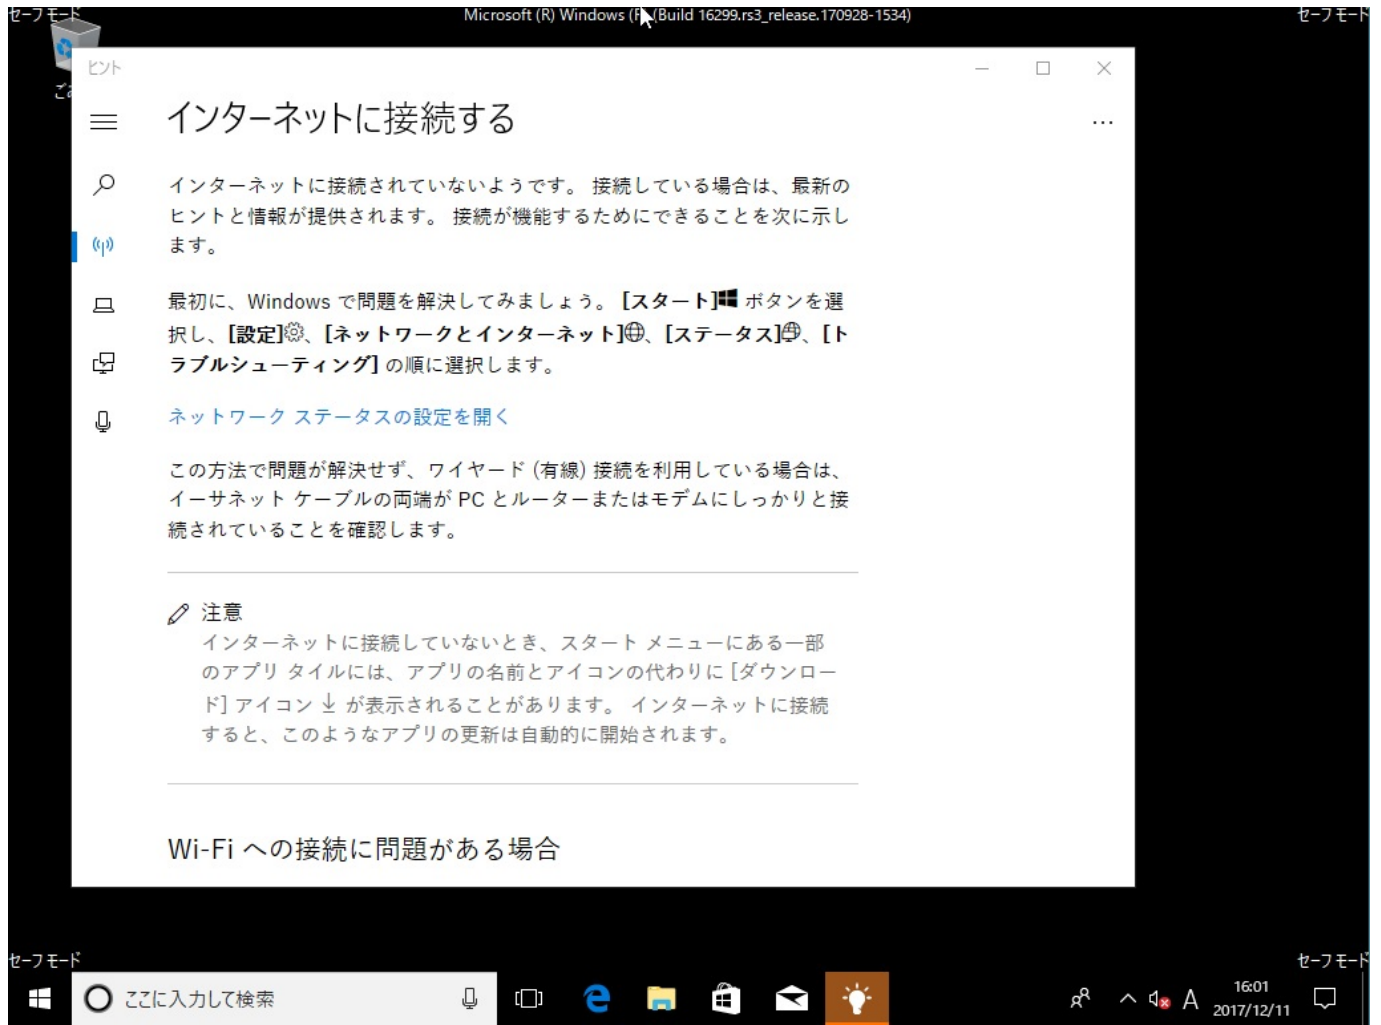 セーフモード
Microsoft (R) Windows (R) (Build 16299.rs3_release.170928-1534)
セーフモード
ヒント
インターネットに接続する
インターネットに接続されていないようです。 接続している場合は、最新の
ヒントと情報が提供されます。 接続が機能するためにできることを次に示し
ます。
最初に、Windows で問題を解決してみましょう。 [スタート] ボタンを選
択し、[設定]、[ネットワークとインターネット]、[ステータス]、[ト
ラブルシューティング] の順に選択します。
ネットワーク ステータスの設定を開く
この方法で問題が解決せず、ワイヤード (有線) 接続を利用している場合は、
イーサネット ケーブルの両端が PC とルーターまたはモデムにしっかりと接
続されていることを確認します。
注意
インターネットに接続していないとき、スタート メニューにある一部
のアプリ タイルには、アプリの名前とアイコンの代わりに [ダウンロー
ド] アイコン が表示されることがあります。 インターネットに接続
すると、このようなアプリの更新は自動的に開始されます。
Wi-Fi への接続に問題がある場合
セーフモード
セーフモード
ここに入力して検索
A
16:01
2017/12/11